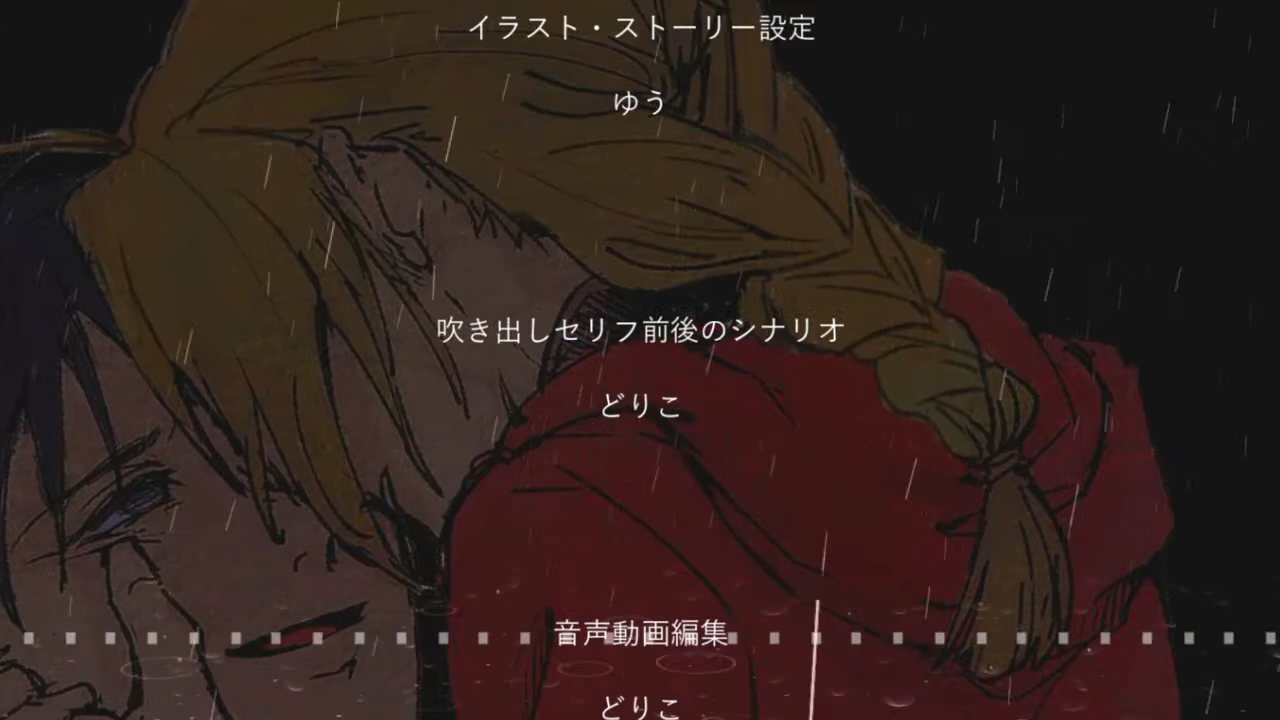 イラスト・ストーリー設定
ゆう
吹き出しセリフ前後のシナリオ
どりこ
音声動画編集
どりこ